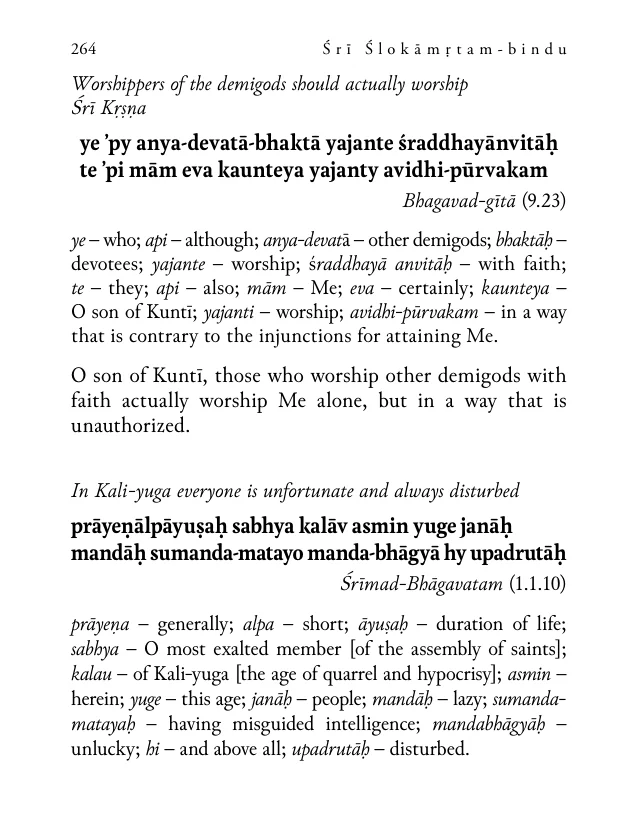 264 Śrī Ślokāmṛtam-bindu
Worshippers of the demigods should actually worship
Śrī Kṛṣṇa
ye ’py anya-devatā-bhaktā yajante śraddhayānvitāḥ
te ’pi mām eva kaunteya yajanty avidhi-pūrvakam
Bhagavad-gītā (9.23)
ye – who; api – although; anya-devatā – other demigods; bhaktāḥ –
devotees; yajante – worship; śraddhayā anvitāḥ – with faith;
te – they; api – also; mām – Me; eva – certainly; kaunteya –
O son of Kuntī; yajanti – worship; avidhi-pūrvakam – in a way
that is contrary to the injunctions for attaining Me.
O son of Kuntī, those who worship other demigods with
faith actually worship Me alone, but in a way that is
unauthorized.
In Kali-yuga everyone is unfortunate and always disturbed
prāyeṇālpāyuṣaḥ sabhya kalāv asmin yuge janāḥ
mandāḥ sumanda-matayo manda-bhāgyā hy upadrutāḥ
Śrīmad-Bhāgavatam (1.1.10)
prāyeṇa – generally; alpa – short; āyuṣaḥ – duration of life;
sabhya – O most exalted member [of the assembly of saints];
kalau – of Kali-yuga [the age of quarrel and hypocrisy]; asmin –
herein; yuge – this age; janāḥ – people; mandāḥ – lazy; sumanda-
matayaḥ – having misguided intelligence; mandabhāgyāḥ –
unlucky; hi – and above all; upadrutāḥ – disturbed.